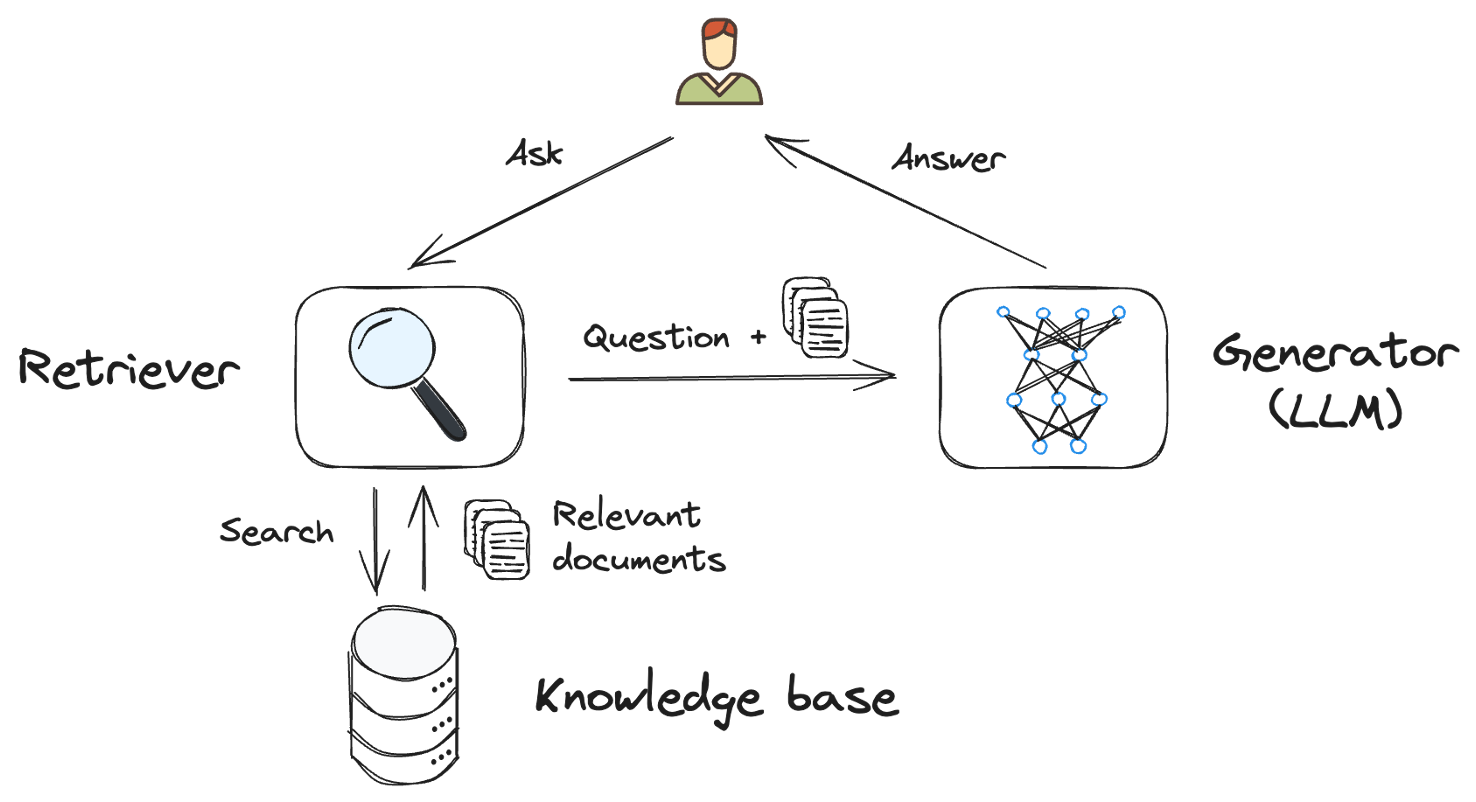 Ask
Answer
Question +
Retriever
Generator
(LLM)
Search
Relevant
documents
Knowledge base